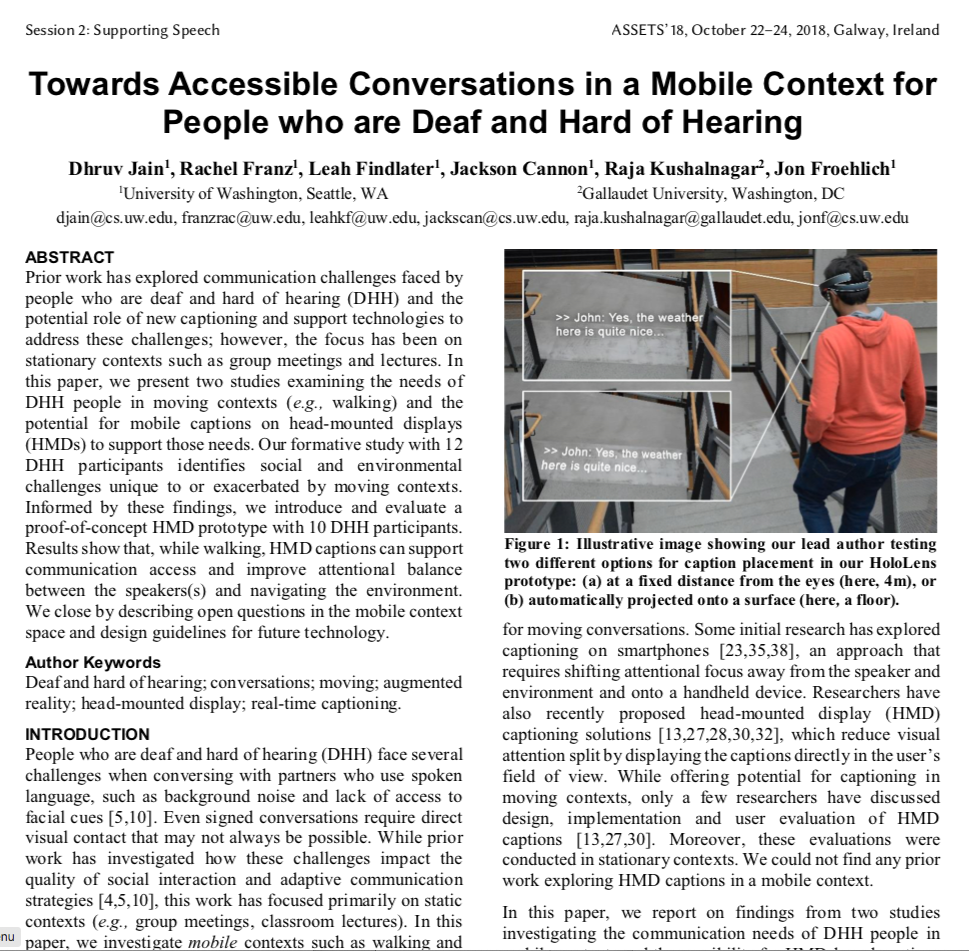 Session 2: Supporting Speech
ASSETS'18, October 22–24, 2018, Galway, Ireland
Towards Accessible Conversations in a Mobile Context for
People who are Deaf and Hard of Hearing
Dhruv Jain1, Rachel Franz1, Leah Findlater1, Jackson Cannon1, Raja Kushalnagar2, Jon Froehlich1
1University of Washington, Seattle, WA
2Gallaudet University, Washington, DC
djain@cs.uw.edu, franzrac@uw.edu, leahkf@uw.edu, jackscan@cs.uw.edu, raja.kushalnagar@gallaudet.edu, jonf@cs.uw.edu
ABSTRACT
Prior work has explored communication challenges faced by
people who are deaf and hard of hearing (DHH) and the
potential role of new captioning and support technologies to
address these challenges; however, the focus has been on
stationary contexts such as group meetings and lectures. In
this paper, we present two studies examining the needs of
DHH people in moving contexts (e.g., walking) and the
potential for mobile captions on head-mounted displays
(HMDs) to support those needs. Our formative study with 12
DHH participants identifies social and environmental
challenges unique to or exacerbated by moving contexts.
Informed by these findings, we introduce and evaluate a
proof-of-concept HMD prototype with 10 DHH participants.
Results show that, while walking, HMD captions can support
communication access and improve attentional balance
between the speakers(s) and navigating the environment.
We close by describing open questions in the mobile context
space and design guidelines for future technology.
Author Keywords
Deaf and hard of hearing; conversations; moving; augmented
reality; head-mounted display; real-time captioning.
INTRODUCTION
People who are deaf and hard of hearing (DHH) face several
challenges when conversing with partners who use spoken
language, such as background noise and lack of access to
facial cues [5,10]. Even signed conversations require direct
visual contact that may not always be possible. While prior
work has investigated how these challenges impact the
quality of social interaction and adaptive communication
strategies [4,5,10], this work has focused primarily on static
contexts (e.g., group meetings, classroom lectures). In this
paper, we investigate mobile contexts such as walking and
enu
>> John: Yes, the weather
here is quite nice...
>> John: Yes, the weather
here is quite nice...
Figure 1: Illustrative image showing our lead author testing
two different options for caption placement in our HoloLens
prototype: (a) at a fixed distance from the eyes (here, 4m), or
(b) automatically projected onto a surface (here, a floor).
for moving conversations. Some initial research has explored
captioning on smartphones [23,35,38], an approach that
requires shifting attentional focus away from the speaker and
environment and onto a handheld device. Researchers have
also recently proposed head-mounted display (HMD)
captioning solutions [13,27,28,30,32], which reduce visual
attention split by displaying the captions directly in the user's
field of view. While offering potential for captioning in
moving contexts, only a few researchers have discussed
design, implementation and user evaluation of HMD
captions [13,27,30]. Moreover, these evaluations were
conducted in stationary contexts. We could not find any prior
work exploring HMD captions in a mobile context.
In this paper, we report on findings from two studies
investigating the communication needs of DHH people in